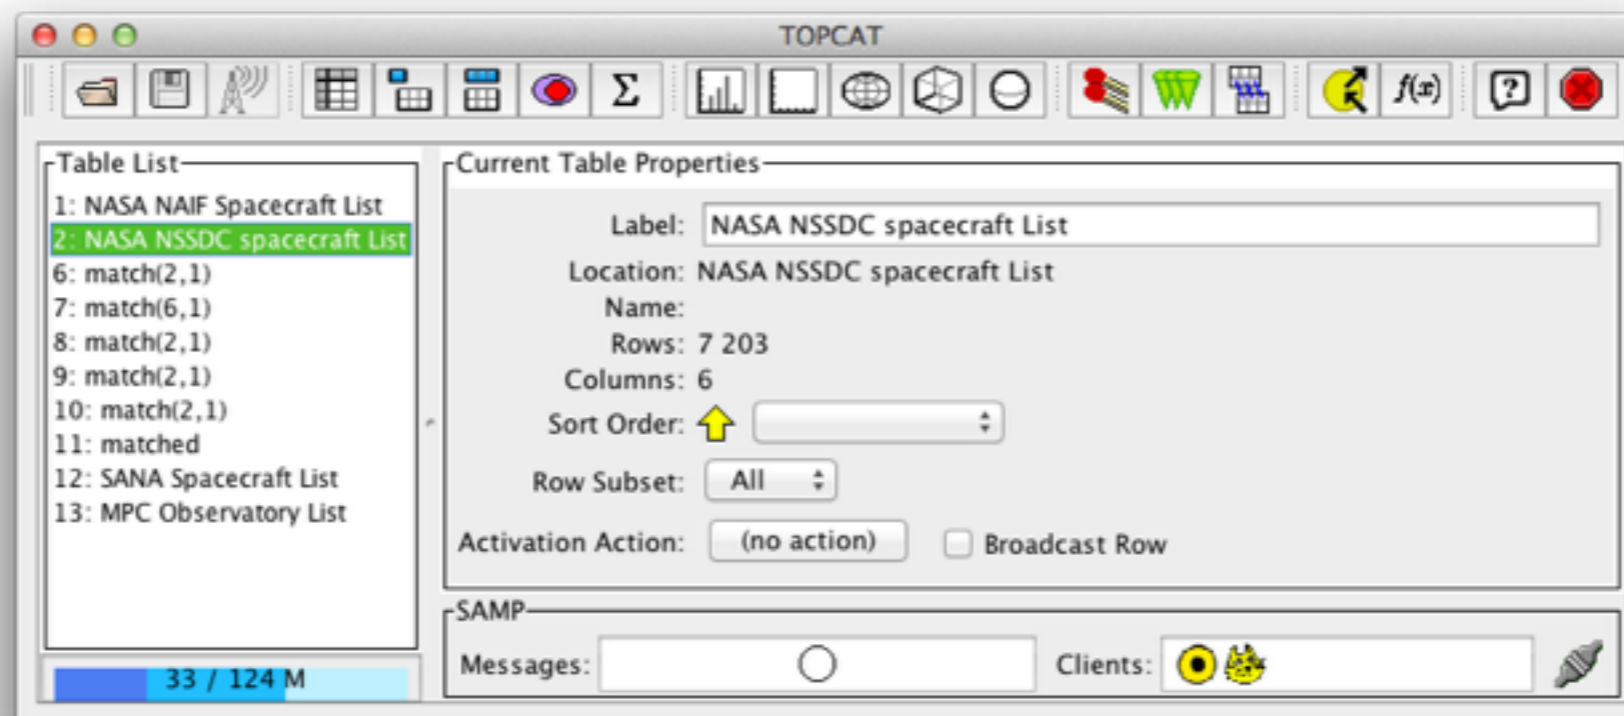 TOPCAT
Σ
f(x)
?
Table List
1: NASA NAIF Spacecraft List
2: NASA NSSDC spacecraft List
6: match(2,1)
7: match(6,1)
8: match(2,1)
9: match(2,1)
10: match(2,1)
11: matched
12: SANA Spacecraft List
13: MPC Observatory List
33 / 124 M
Current Table Properties
Label: NASA NSSDC spacecraft List
Location: NASA NSSDC spacecraft List
Name:
Rows: 7 203
Columns: 6
Sort Order:
Row Subset: All
Activation Action: (no action) Broadcast Row
SAMP
Messages: Clients: